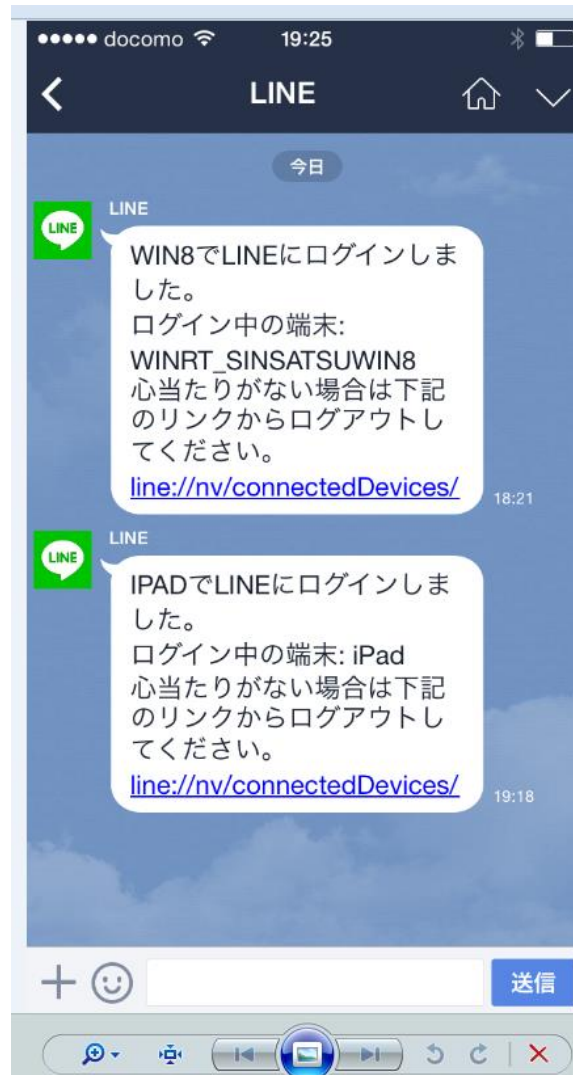 docomo 19:25
LINE
今日
LINE
LINE
WIN8でLINEにログインしま
した。
ログイン中の端末:
WINRT_SINSATSUWIN8
心当たりがない場合は下記
のリンクからログアウトし
てください。
line://nv/connectedDevices/
18:21
LINE
LINE
IPADでLINEにログインしま
した。
ログイン中の端末: iPad
心当たりがない場合は下記
のリンクからログアウトし
てください。
line://nv/connectedDevices/
19:18
送信